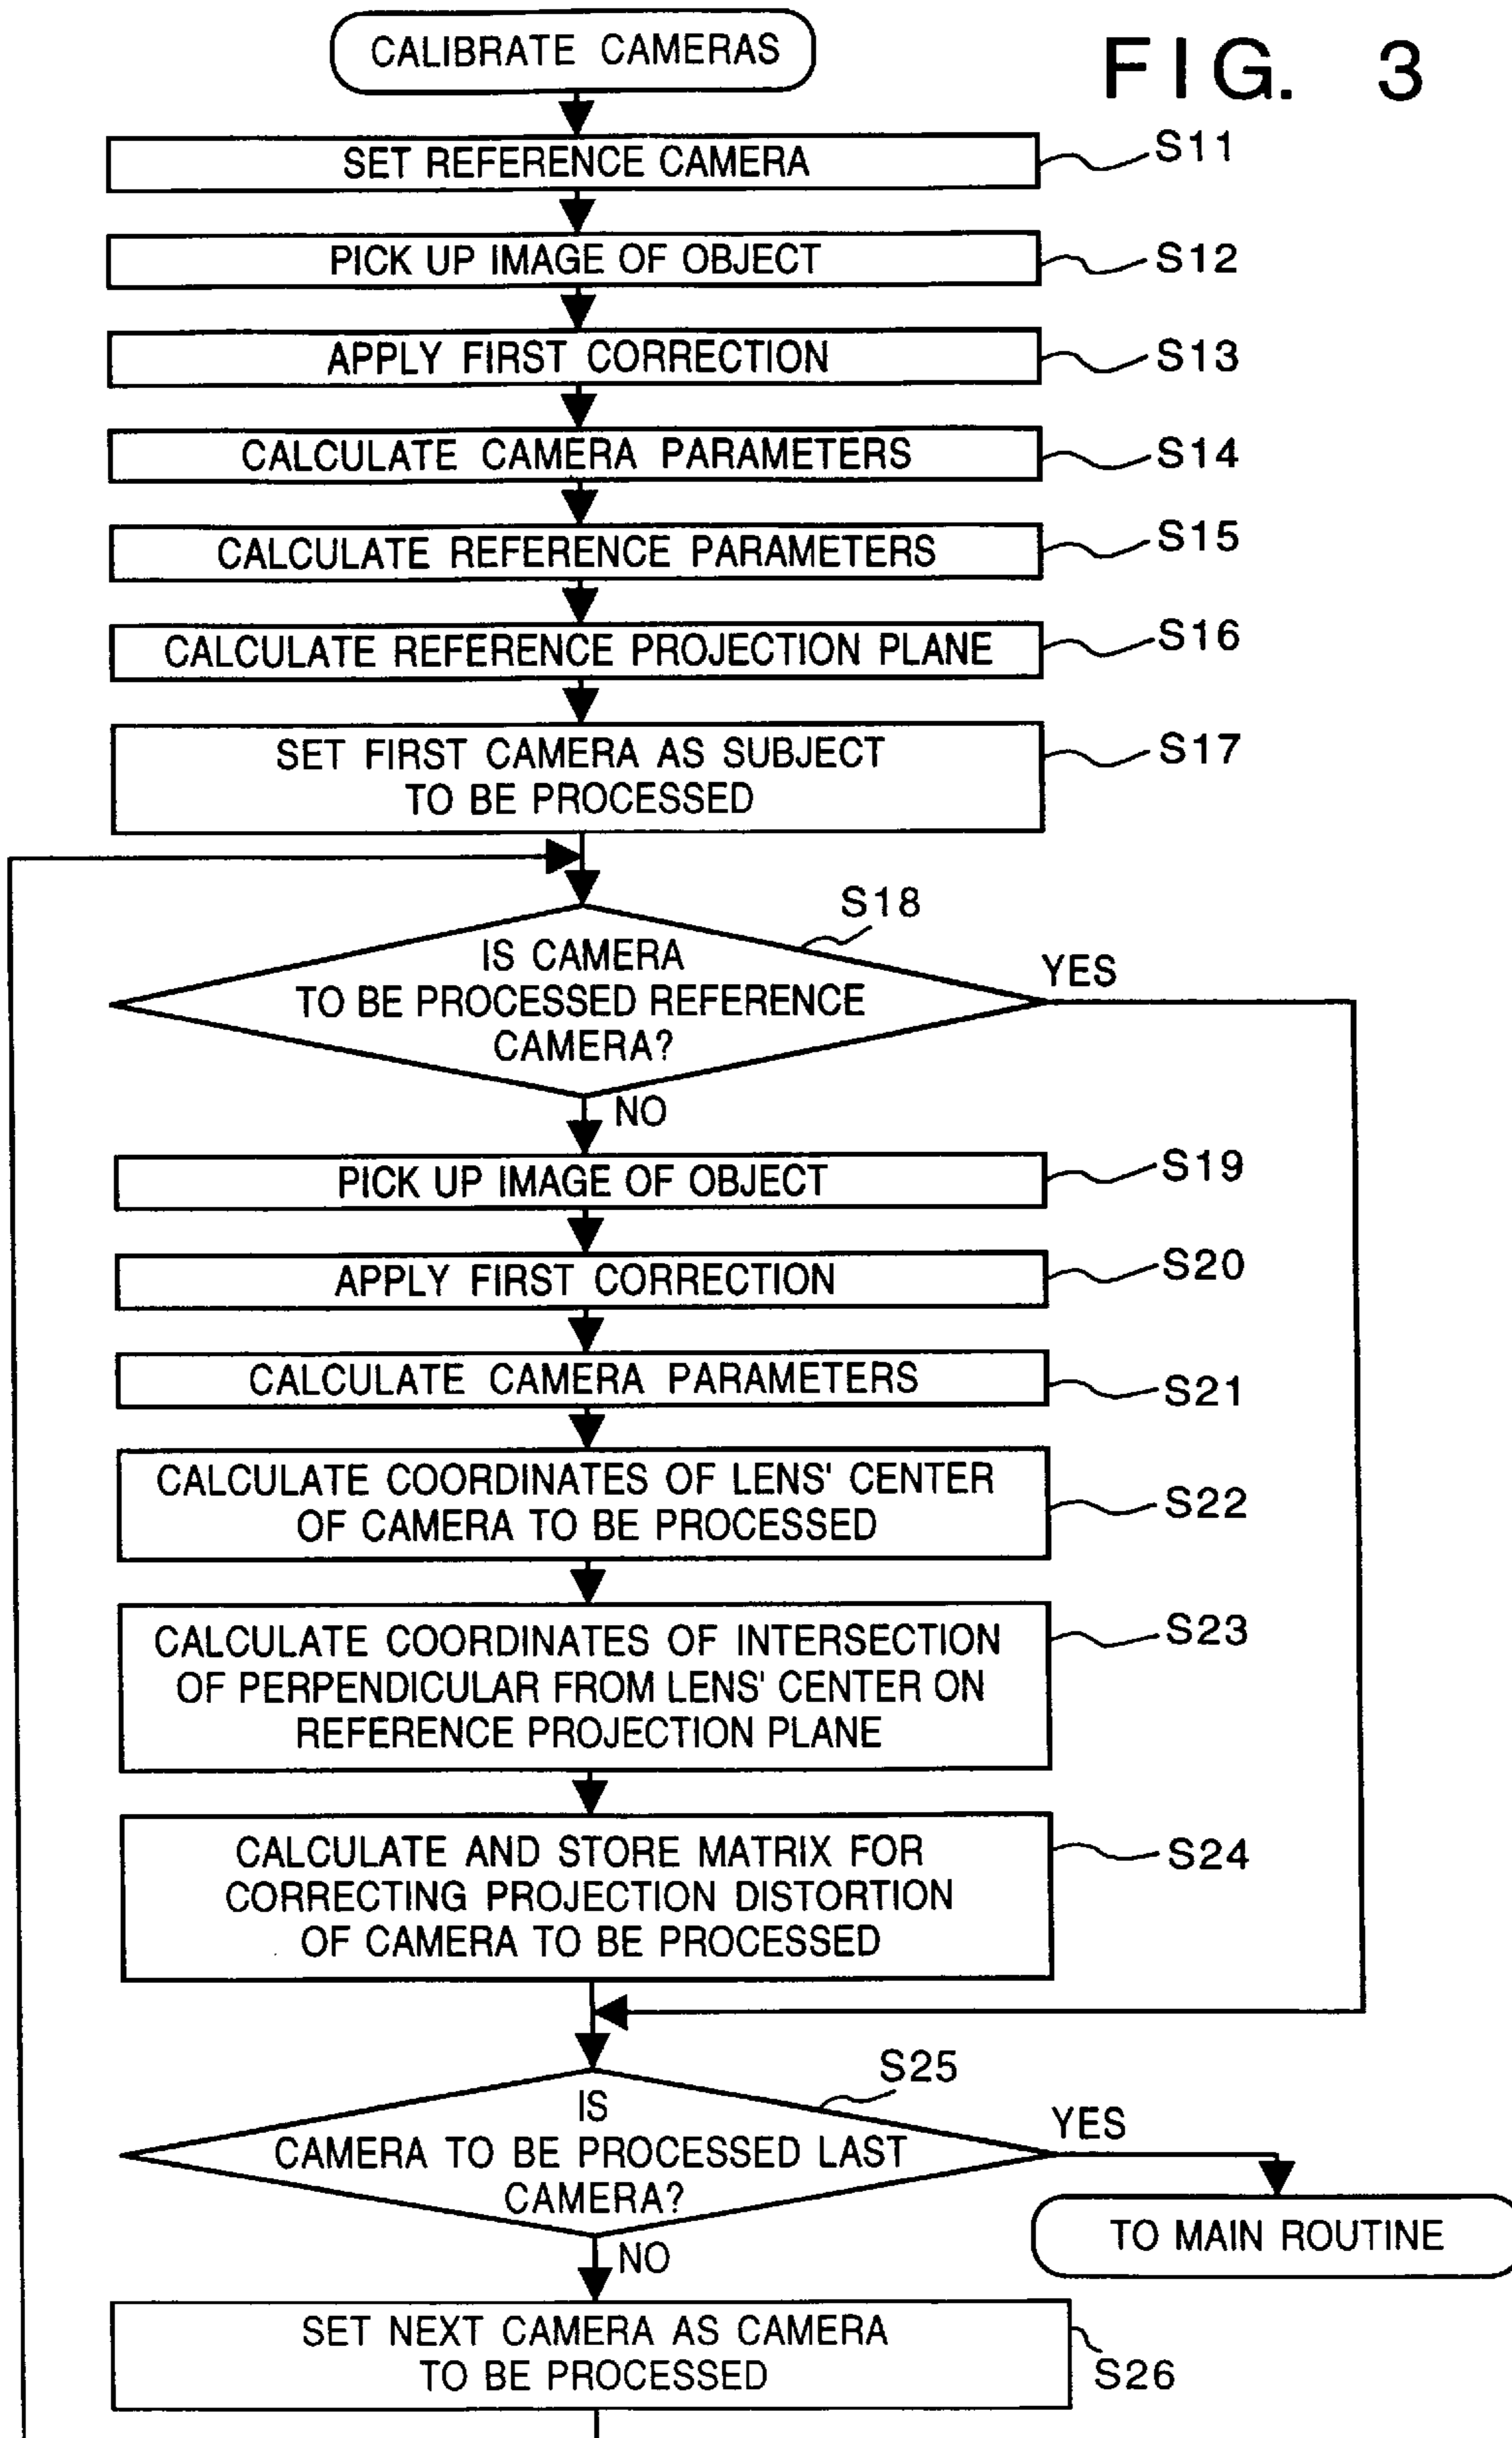 CALIBRATE CAMERAS
FIG. 3
SET REFERENCE CAMERA
S11
PICK UP IMAGE OF OBJECT
S12
APPLY FIRST CORRECTION
S13
CALCULATE CAMERA PARAMETERS
S14
CALCULATE REFERENCE PARAMETERS
S15
CALCULATE REFERENCE PROJECTION PLANE
S16
SET FIRST CAMERA AS SUBJECT
TO BE PROCESSED
S17
S18
IS CAMERA
TO BE PROCESSED REFERENCE
CAMERA?
YES
NO
PICK UP IMAGE OF OBJECT
S19
APPLY FIRST CORRECTION
S20
CALCULATE CAMERA PARAMETERS
S21
CALCULATE COORDINATES OF LENS' CENTER
OF CAMERA TO BE PROCESSED
S22
CALCULATE COORDINATES OF INTERSECTION
OF PERPENDICULAR FROM LENS' CENTER ON
REFERENCE PROJECTION PLANE
S23
CALCULATE AND STORE MATRIX FOR
CORRECTING PROJECTION DISTORTION
OF CAMERA TO BE PROCESSED
S24
S25
IS
CAMERA TO BE PROCESSED LAST
CAMERA?
YES
TO MAIN ROUTINE
NO
SET NEXT CAMERA AS CAMERA
TO BE PROCESSED
S26